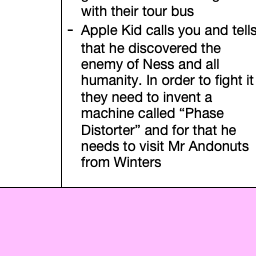 with their tour bus
- Apple Kid calls you and tells
that he discovered the
enemy of Ness and all
humanity. In order to fight it
they need to invent a
machine called “Phase
Distorter” and for that he
needs to visit Mr Andonuts
from Winters